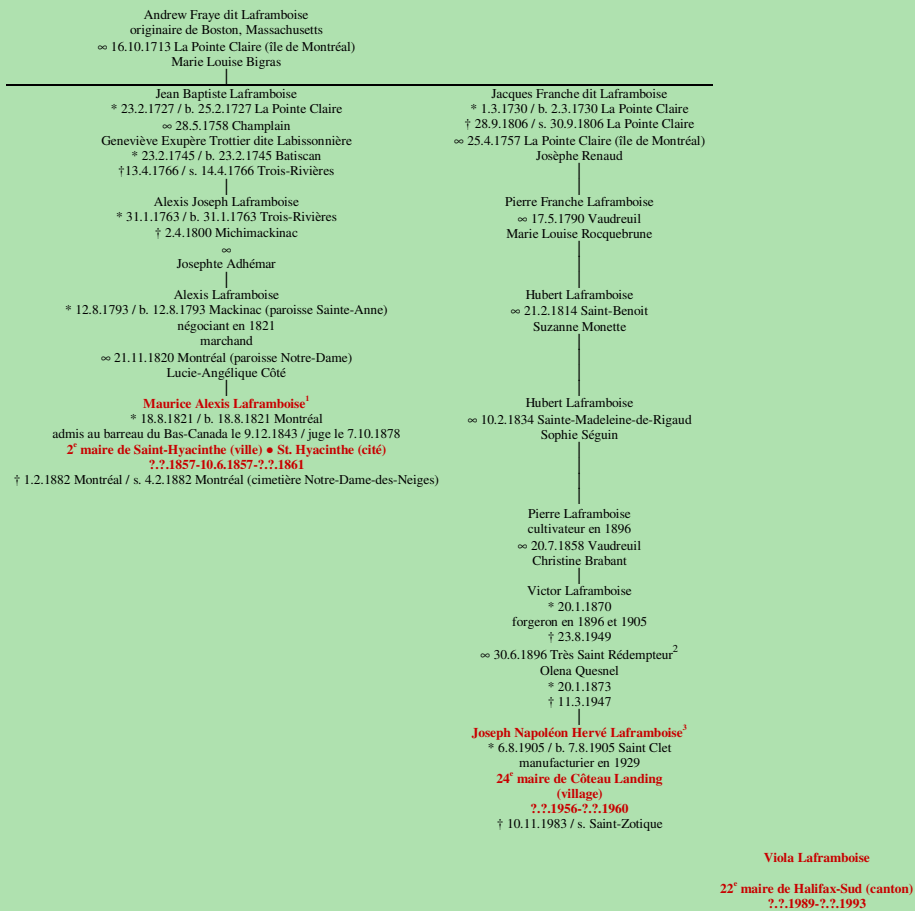 Andrew Fraye dit Laframboise
originaire de Boston, Massachusetts
∞ 16.10.1713 La Pointe Claire (île de Montréal)
Marie Louise Bigras
Jean Baptiste Laframboise
* 23.2.1727 / b. 25.2.1727 La Pointe Claire
∞ 28.5.1758 Champlain
Geneviève Exupère Trottier dite Labissonnière
* 23.2.1745 / b. 23.2.1745 Batiscan
†13.4.1766 / s. 14.4.1766 Trois-Rivières
Alexis Joseph Laframboise
* 31.1.1763 / b. 31.1.1763 Trois-Rivières
† 2.4.1800 Michimackinac
∞
Josephte Adhémar
Alexis Laframboise
* 12.8.1793 / b. 12.8.1793 Mackinac (paroisse Sainte-Anne)
négociant en 1821
marchand
∞ 21.11.1820 Montréal (paroisse Notre-Dame)
Lucie-Angélique Côté
Maurice Alexis Laframboise¹
* 18.8.1821 / b. 18.8.1821 Montréal
admis au barreau du Bas-Canada le 9.12.1843 / juge le 7.10.1878
2e maire de Saint-Hyacinthe (ville) ● St. Hyacinthe (cité)
?.?.1857-10.6.1857-?.?.1861
† 1.2.1882 Montréal / s. 4.2.1882 Montréal (cimetière Notre-Dame-des-Neiges)
Jacques Franche dit Laframboise
* 1.3.1730 / b. 2.3.1730 La Pointe Claire
† 28.9.1806 / s. 30.9.1806 La Pointe Claire
∞ 25.4.1757 La Pointe Claire (île de Montréal)
Josèphe Renaud
Pierre Franche Laframboise
∞ 17.5.1790 Vaudreuil
Marie Louise Rocquebrune
Hubert Laframboise
∞ 21.2.1814 Saint-Benoit
Suzanne Monette
Hubert Laframboise
∞ 10.2.1834 Sainte-Madeleine-de-Rigaud
Sophie Séguin
Pierre Laframboise
cultivateur en 1896
∞ 20.7.1858 Vaudreuil
Christine Brabant
Victor Laframboise
* 20.1.1870
forgeron en 1896 et 1905
† 23.8.1949
∞ 30.6.1896 Très Saint Rédempteur²
Olena Quesnel
* 20.1.1873
† 11.3.1947
Joseph Napoléon Hervé Laframboise³
* 6.8.1905 / b. 7.8.1905 Saint Clet
manufacturier en 1929
24e maire de Côteau Landing
(village)
?.?.1956-?.?.1960
† 10.11.1983 / s. Saint-Zotique
Viola Laframboise
22e maire de Halifax-Sud (canton)
?.?.1989-?.?.1993